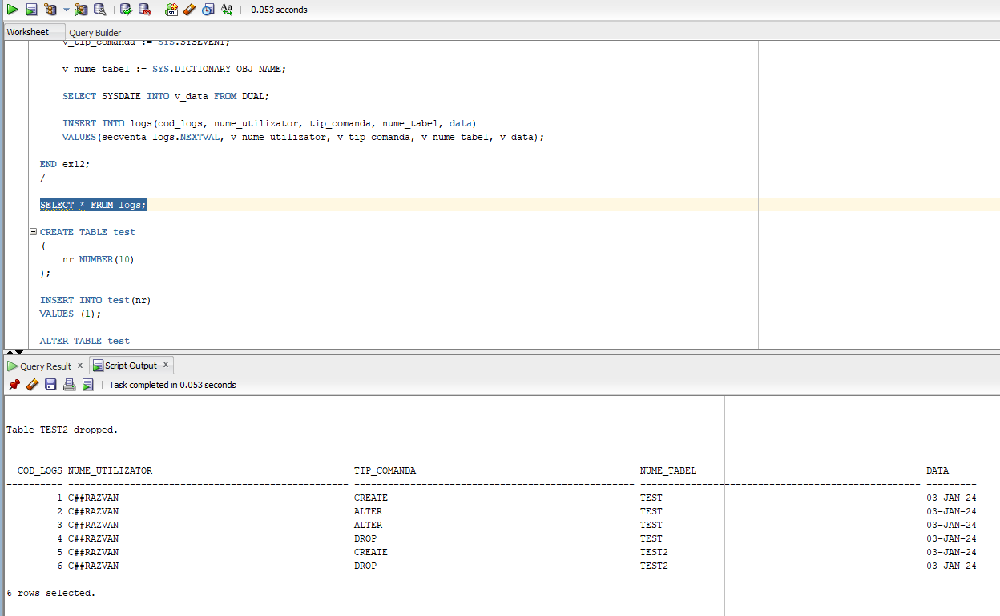 0.053 seconds
Worksheet Query Builder
v_tip_comanda := SYS.SYSEVENT;
v_nume_tabel := SYS.DICTIONARY_OBJ_NAME;
SELECT SYSDATE INTO v_data FROM DUAL;
INSERT INTO logs(cod_logs, nume_utilizator, tip_comanda, nume_tabel, data)
VALUES(secventa_logs.NEXTVAL, v_nume_utilizator, v_tip_comanda, v_nume_tabel, v_data);
END ex12;
/
SELECT * FROM logs;
CREATE TABLE test
(
nr NUMBER(10)
);
INSERT INTO test(nr)
VALUES (1);
ALTER TABLE test
Query Result x Script Output x
Task completed in 0.053 seconds
Table TEST2 dropped.
COD_LOGS NUME_UTILIZATOR TIP_COMANDA NUME_TABEL DATA
---------- -------------------------------------------------- -------------------------------------------------- -------------------------------------------------- ---------
1 C##RAZVAN CREATE TEST 03-JAN-24
2 C##RAZVAN ALTER TEST 03-JAN-24
3 C##RAZVAN ALTER TEST 03-JAN-24
4 C##RAZVAN DROP TEST 03-JAN-24
5 C##RAZVAN CREATE TEST2 03-JAN-24
6 C##RAZVAN DROP TEST2 03-JAN-24
6 rows selected.